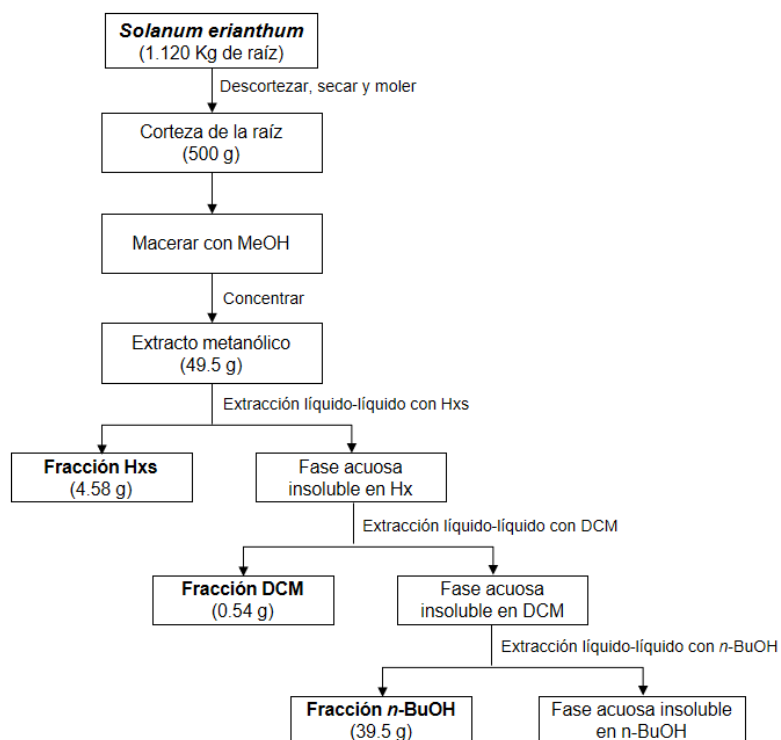 Solanum erianthum
(1.120 Kg de raíz)
Descortezar, secar y moler
Corteza de la raíz
(500 g)
Macerar con MeOH
Concentrar
Extracto metanólico
(49.5 g)
Extracción líquido-líquido con Hxs
Fracción Hxs
(4.58 g)
Fase acuosa
insoluble en Hx
Extracción líquido-líquido con DCM
Fracción DCM
(0.54 g)
Fase acuosa
insoluble en DCM
Extracción líquido-líquido con n-BuOH
Fracción n-BuOH
(39.5 g)
Fase acuosa insoluble
en n-BuOH